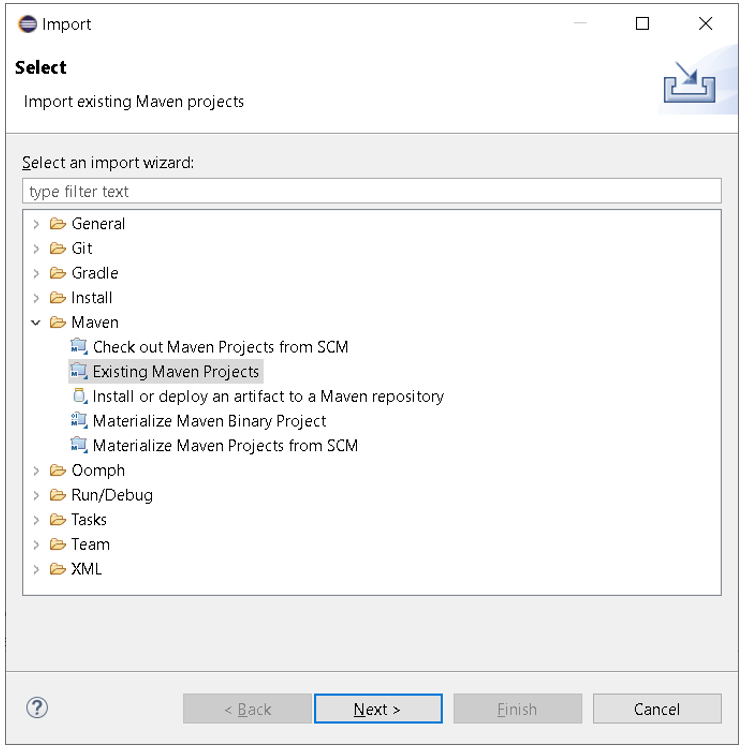 Import
Select
Import existing Maven projects
Select an import wizard:
type filter text
General
Git
Gradle
Install
Maven
Check out Maven Projects from SCM
Existing Maven Projects
Install or deploy an artifact to a Maven repository
Materialize Maven Binary Project
Materialize Maven Projects from SCM
Oomph
Run/Debug
Tasks
Team
XML
? < Back Next > Finish Cancel